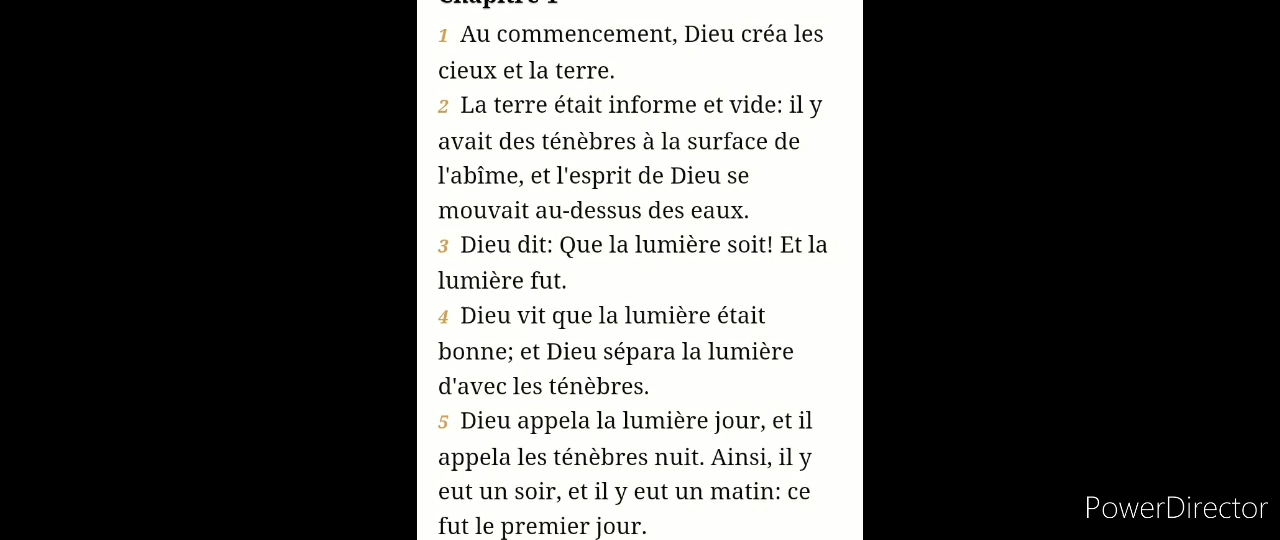 Chapitre 1
1 Au commencement, Dieu créa les
cieux et la terre.
2 La terre était informe et vide: il y
avait des ténèbres à la surface de
l'abîme, et l'esprit de Dieu se
mouvait au-dessus des eaux.
3 Dieu dit: Que la lumière soit! Et la
lumière fut.
4 Dieu vit que la lumière était
bonne; et Dieu sépara la lumière
d'avec les ténèbres.
5 Dieu appela la lumière jour, et il
appela les ténèbres nuit. Ainsi, il y
eut un soir, et il y eut un matin: ce
fut le premier jour.
PowerDirector